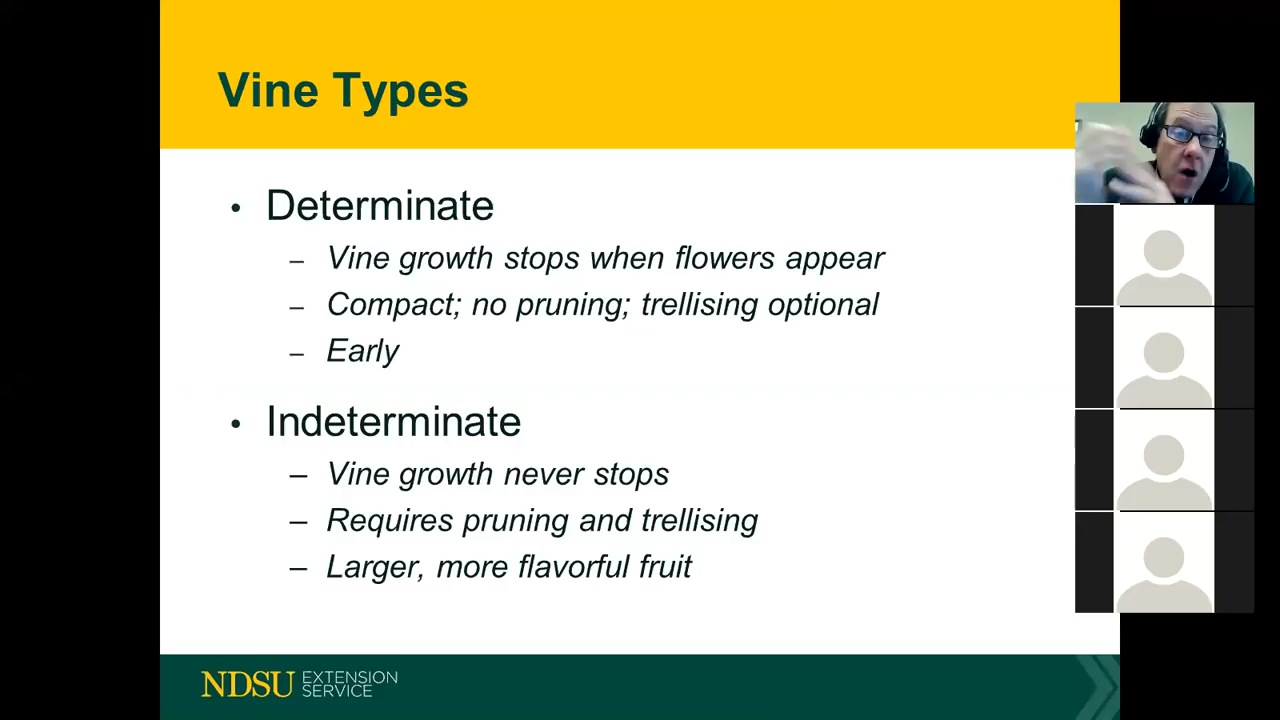 Vine Types
• Determinate
– Vine growth stops when flowers appear
– Compact; no pruning; trellising optional
– Early
• Indeterminate
– Vine growth never stops
– Requires pruning and trellising
– Larger, more flavorful fruit
NDSU EXTENSION
SERVICE